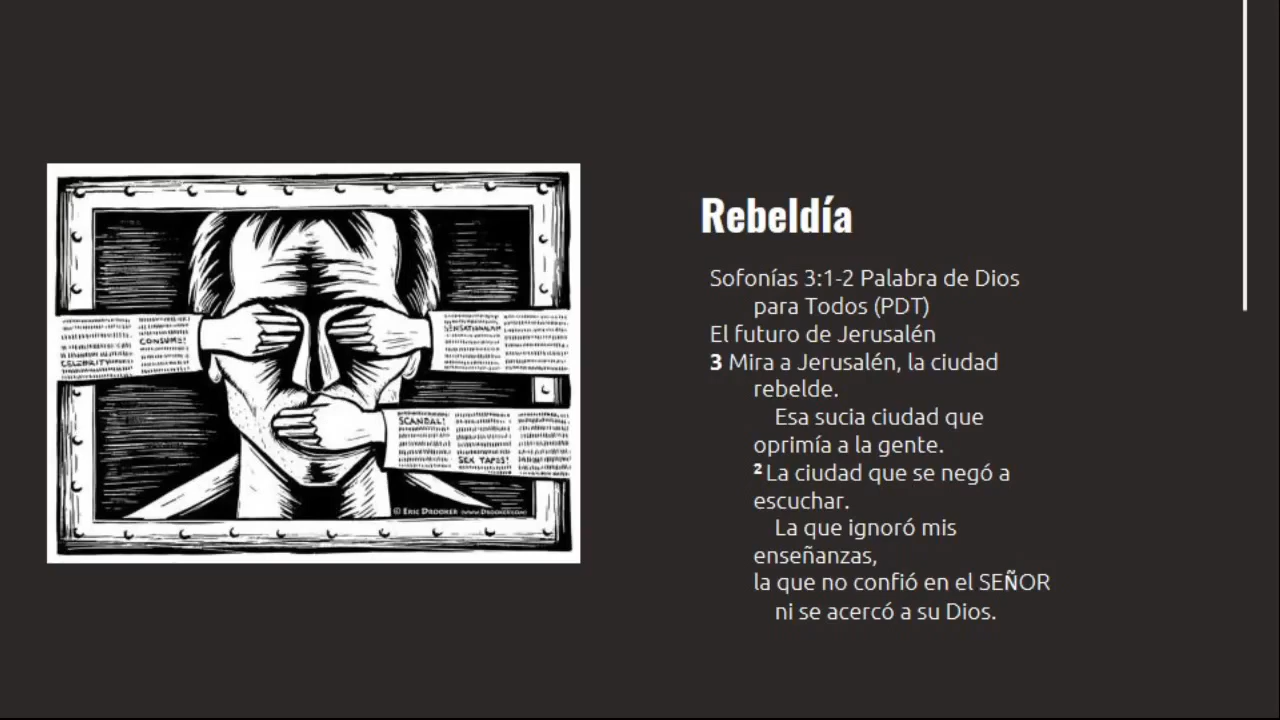 CONSUME!
CELEBRITY
SENSATIONALISM
SCANDAL!
SEX TAPES!
© ERIC DROOKER (WWW.DROOKER.COM)
Rebeldía
Sofonías 3:1-2 Palabra de Dios
para Todos (PDT)
El futuro de Jerusalén
3 Mira a Jerusalén, la ciudad
rebelde.
Esa sucia ciudad que
oprimía a la gente.
2 La ciudad que se negó a
escuchar.
La que ignoró mis
enseñanzas,
la que no confió en el SEÑOR
ni se acercó a su Dios.